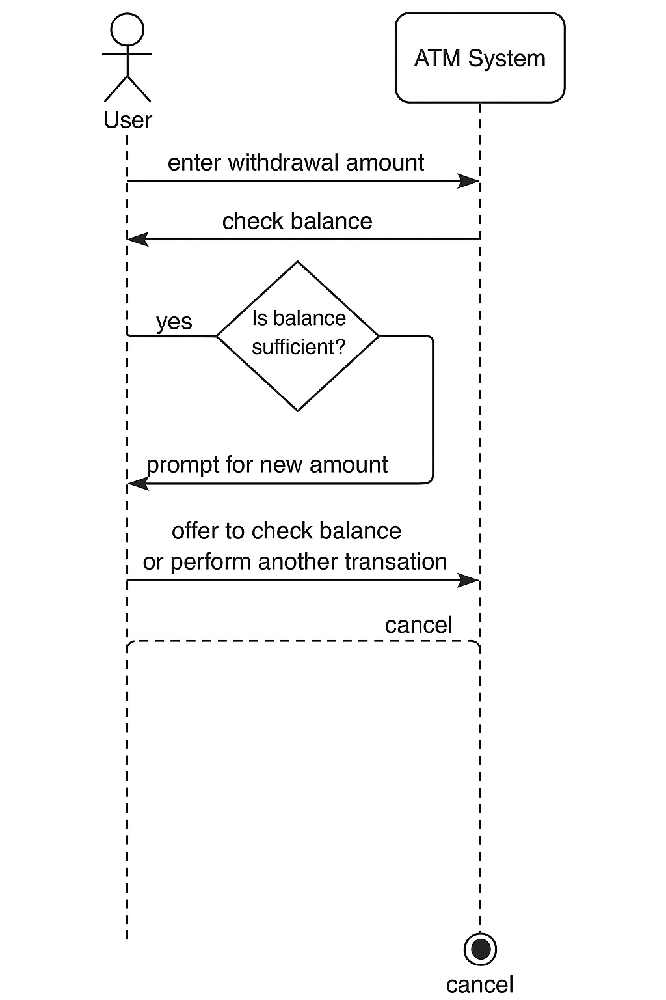 ATM System
User
enter withdrawal amount
check balance
Is balance
sufficient?
yes
prompt for new amount
offer to check balance
or perform another transation
cancel
cancel